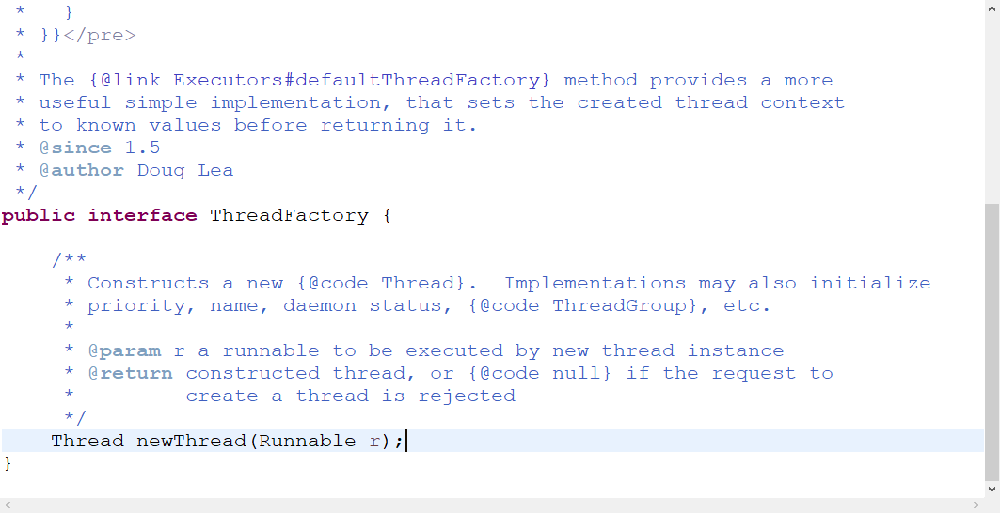 *   }
 * }}</pre>
 *
 * The {@link Executors#defaultThreadFactory} method provides a more
 * useful simple implementation, that sets the created thread context
 * to known values before returning it.
 * @since 1.5
 * @author Doug Lea
 */
public interface ThreadFactory {

    /**
     * Constructs a new {@code Thread}.  Implementations may also initialize
     * priority, name, daemon status, {@code ThreadGroup}, etc.
     *
     * @param r a runnable to be executed by new thread instance
     * @return constructed thread, or {@code null} if the request to
     *         create a thread is rejected
     */
    Thread newThread(Runnable r);
}